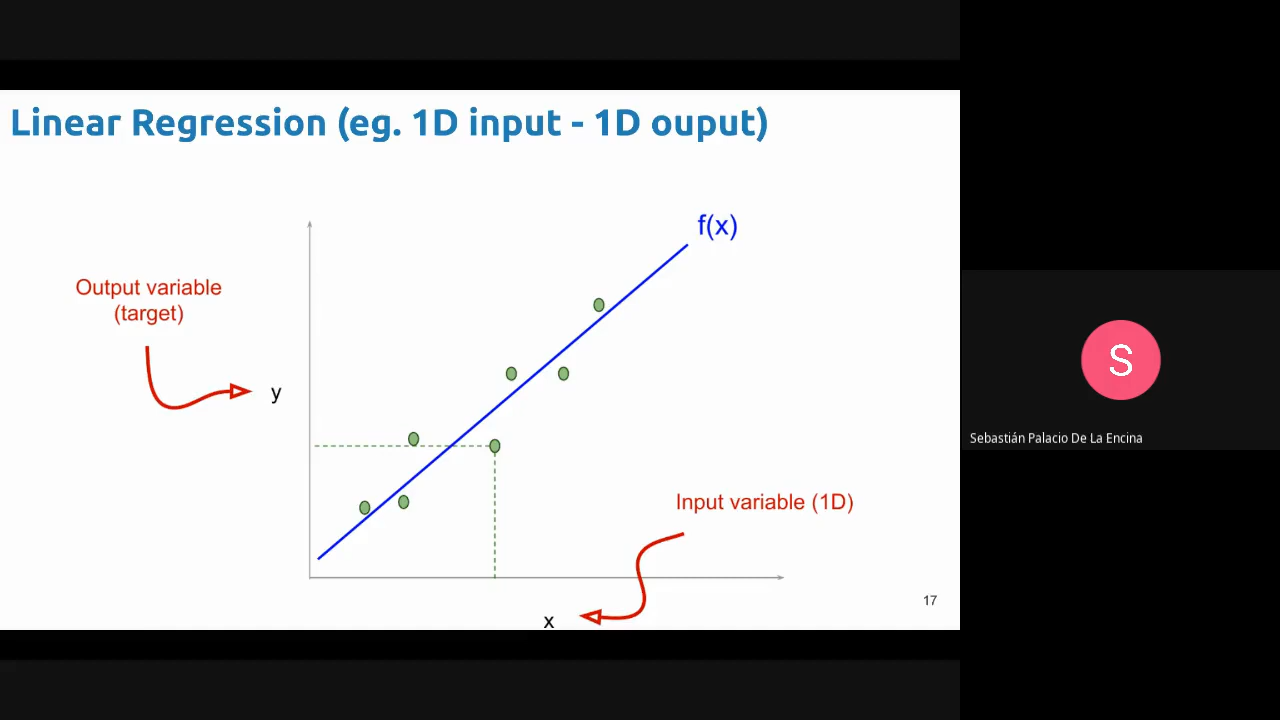 Linear Regression (eg. 1D input - 1D ouput)
f(x)
Output variable
(target)
y
Input variable (1D)
x
17
S
Sebastián Palacio De La Encina